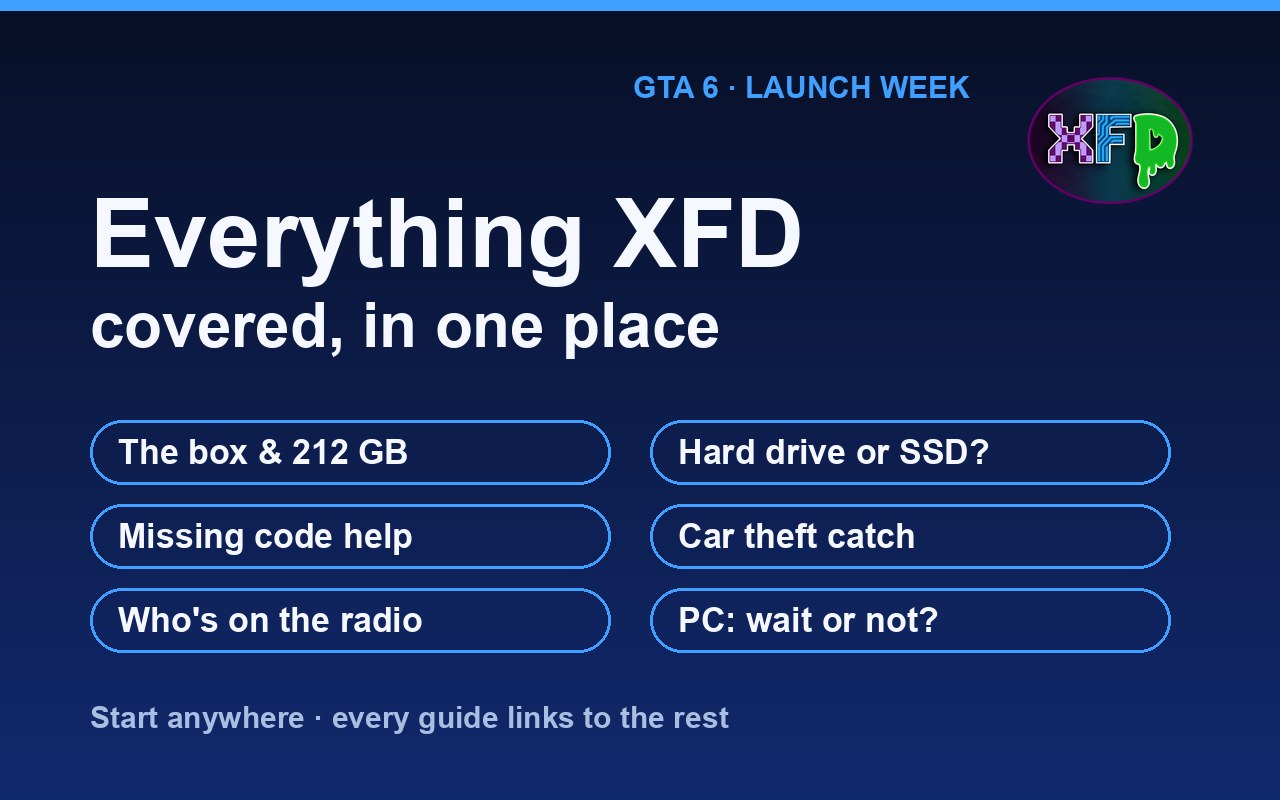 GTA 6 · LAUNCH WEEK
XFD
Everything XFD
covered, in one place
The box & 212 GB
Hard drive or SSD?
Missing code help
Car theft catch
Who's on the radio
PC: wait or not?
Start anywhere · every guide links to the rest